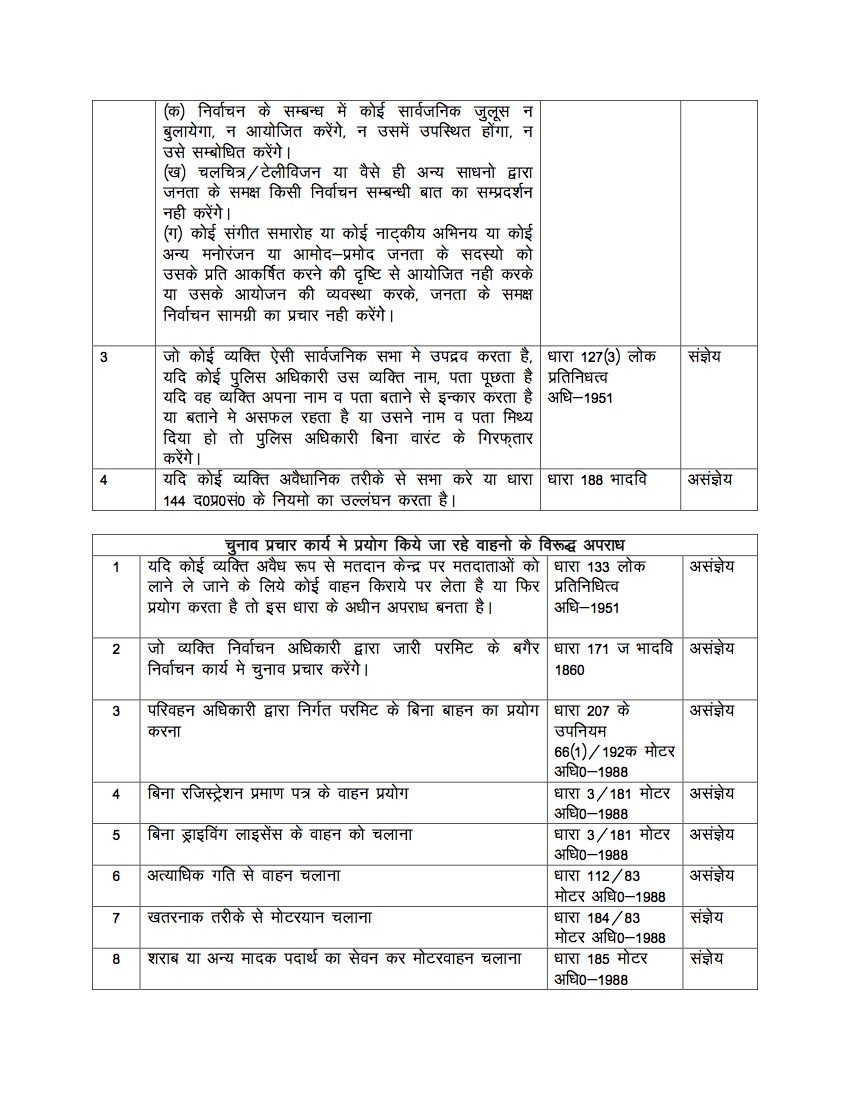 (क) निर्वाचन के सम्बन्ध में कोई सार्वजनिक जुलूस न
बुलायेगा, न आयोजित करेंगे, न उसमें उपस्थित होंगा, न
उसे सम्बोधित करेंगे।
(ख) चलचित्र/टेलीविजन या वैसे ही अन्य साधनो द्वारा
जनता के समक्ष किसी निर्वाचन सम्बन्धी बात का सम्प्रदर्शन
नही करेंगे।
(ग) कोई संगीत समारोह या कोई नाट्कीय अभिनय या कोई
अन्य मनोरंजन या आमोद–प्रमोद जनता के सदस्यो को
उसके प्रति आकर्षित करने की दृष्टि से आयोजित नही करके
या उसके आयोजन की व्यवस्था करके, जनता के समक्ष
निर्वाचन सामग्री का प्रचार नही करेंगे।
3 जो कोई व्यक्ति ऐसी सार्वजनिक सभा मे उपद्रव करता है, धारा 127(3) लोक संज्ञेय
यदि कोई पुलिस अधिकारी उस व्यक्ति नाम, पता पूछता है प्रतिनिधत्व
यदि वह व्यक्ति अपना नाम व पता बताने से इन्कार करता है अधि–1951
या बताने मे असफल रहता है या उसने नाम व पता मिथ्य
दिया हो तो पुलिस अधिकारी बिना वारंट के गिरफ्तार
करेंगे।
4 यदि कोई व्यक्ति अवैधानिक तरीके से सभा करे या धारा धारा 188 भादवि असंज्ञेय
144 द0प्र0सं0 के नियमो का उल्लंघन करता है।
चुनाव प्रचार कार्य मे प्रयोग किये जा रहे वाहनो के विरूद्ध अपराध
1 यदि कोई व्यक्ति अवैध रूप से मतदान केन्द्र पर मतदाताओं को धारा 133 लोक असंज्ञेय
लाने ले जाने के लिये कोई वाहन किराये पर लेता है या फिर प्रतिनिधित्व
प्रयोग करता है तो इस धारा के अधीन अपराध बनता है। अधि–1951
2 जो व्यक्ति निर्वाचन अधिकारी द्वारा जारी परमिट के बगैर धारा 171 ज भादवि असंज्ञेय
निर्वाचन कार्य मे चुनाव प्रचार करेंगे। 1860
3 परिवहन अधिकारी द्वारा निर्गत परमिट के बिना बाहन का प्रयोग धारा 207 के असंज्ञेय
करना उपनियम
66(1)/192क मोटर
अधि0–1988
4 बिना रजिस्ट्रेशन प्रमाण पत्र के वाहन प्रयोग धारा 3/181 मोटर असंज्ञेय
अधि0–1988
5 बिना ड्राइविंग लाइसेंस के वाहन को चलाना धारा 3/181 मोटर असंज्ञेय
अधि0–1988
6 अत्याधिक गति से वाहन चलाना धारा 112/83 असंज्ञेय
मोटर अधि0–1988
7 खतरनाक तरीके से मोटरयान चलाना धारा 184/83 संज्ञेय
मोटर अधि0–1988
8 शराब या अन्य मादक पदार्थ का सेवन कर मोटरवाहन चलाना धारा 185 मोटर संज्ञेय
अधि0–1988